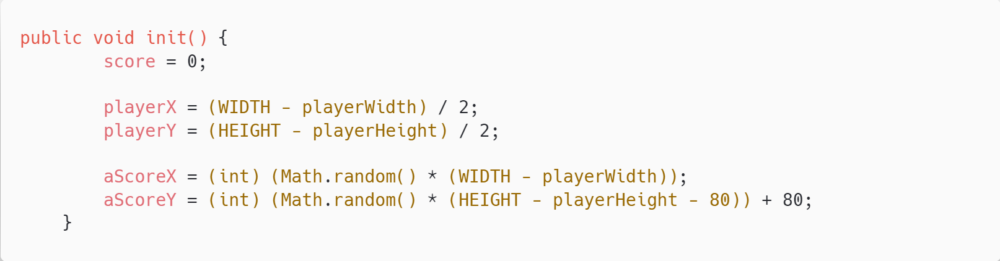 public void init() {
score = 0;
playerX = (WIDTH - playerWidth) / 2;
playerY = (HEIGHT - playerHeight) / 2;
aScoreX = (int) (Math.random() * (WIDTH - playerWidth));
aScoreY = (int) (Math.random() * (HEIGHT - playerHeight - 80)) + 80;
}